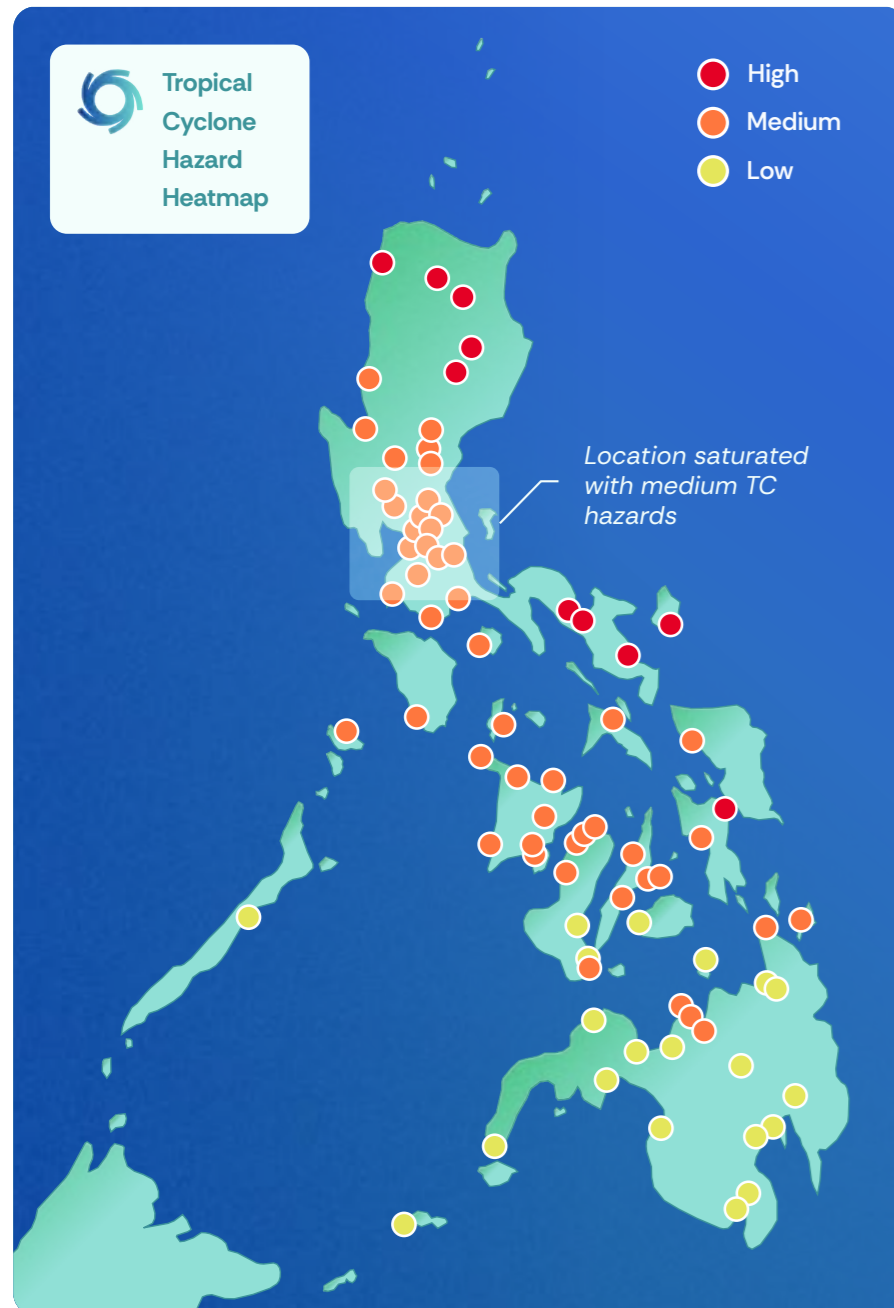 Tropical
Cyclone
Hazard
Heatmap
High
Medium
Low
Location saturated
with medium TC
hazards